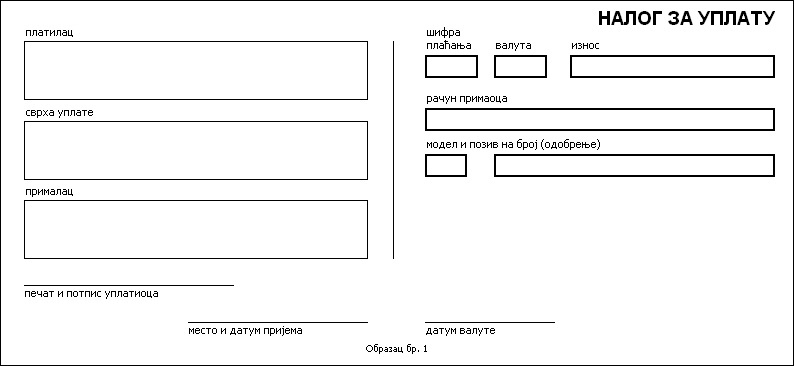 НАЛОГ ЗА УПЛАТУ
платилац
сврха уплате
прималац
печат и потпис уплатиоца
место и датум пријема
шифра
плаћања
валута
износ
рачун примаоца
модел и позив на број (одобрење)
датум валуте
Образац бр. 1